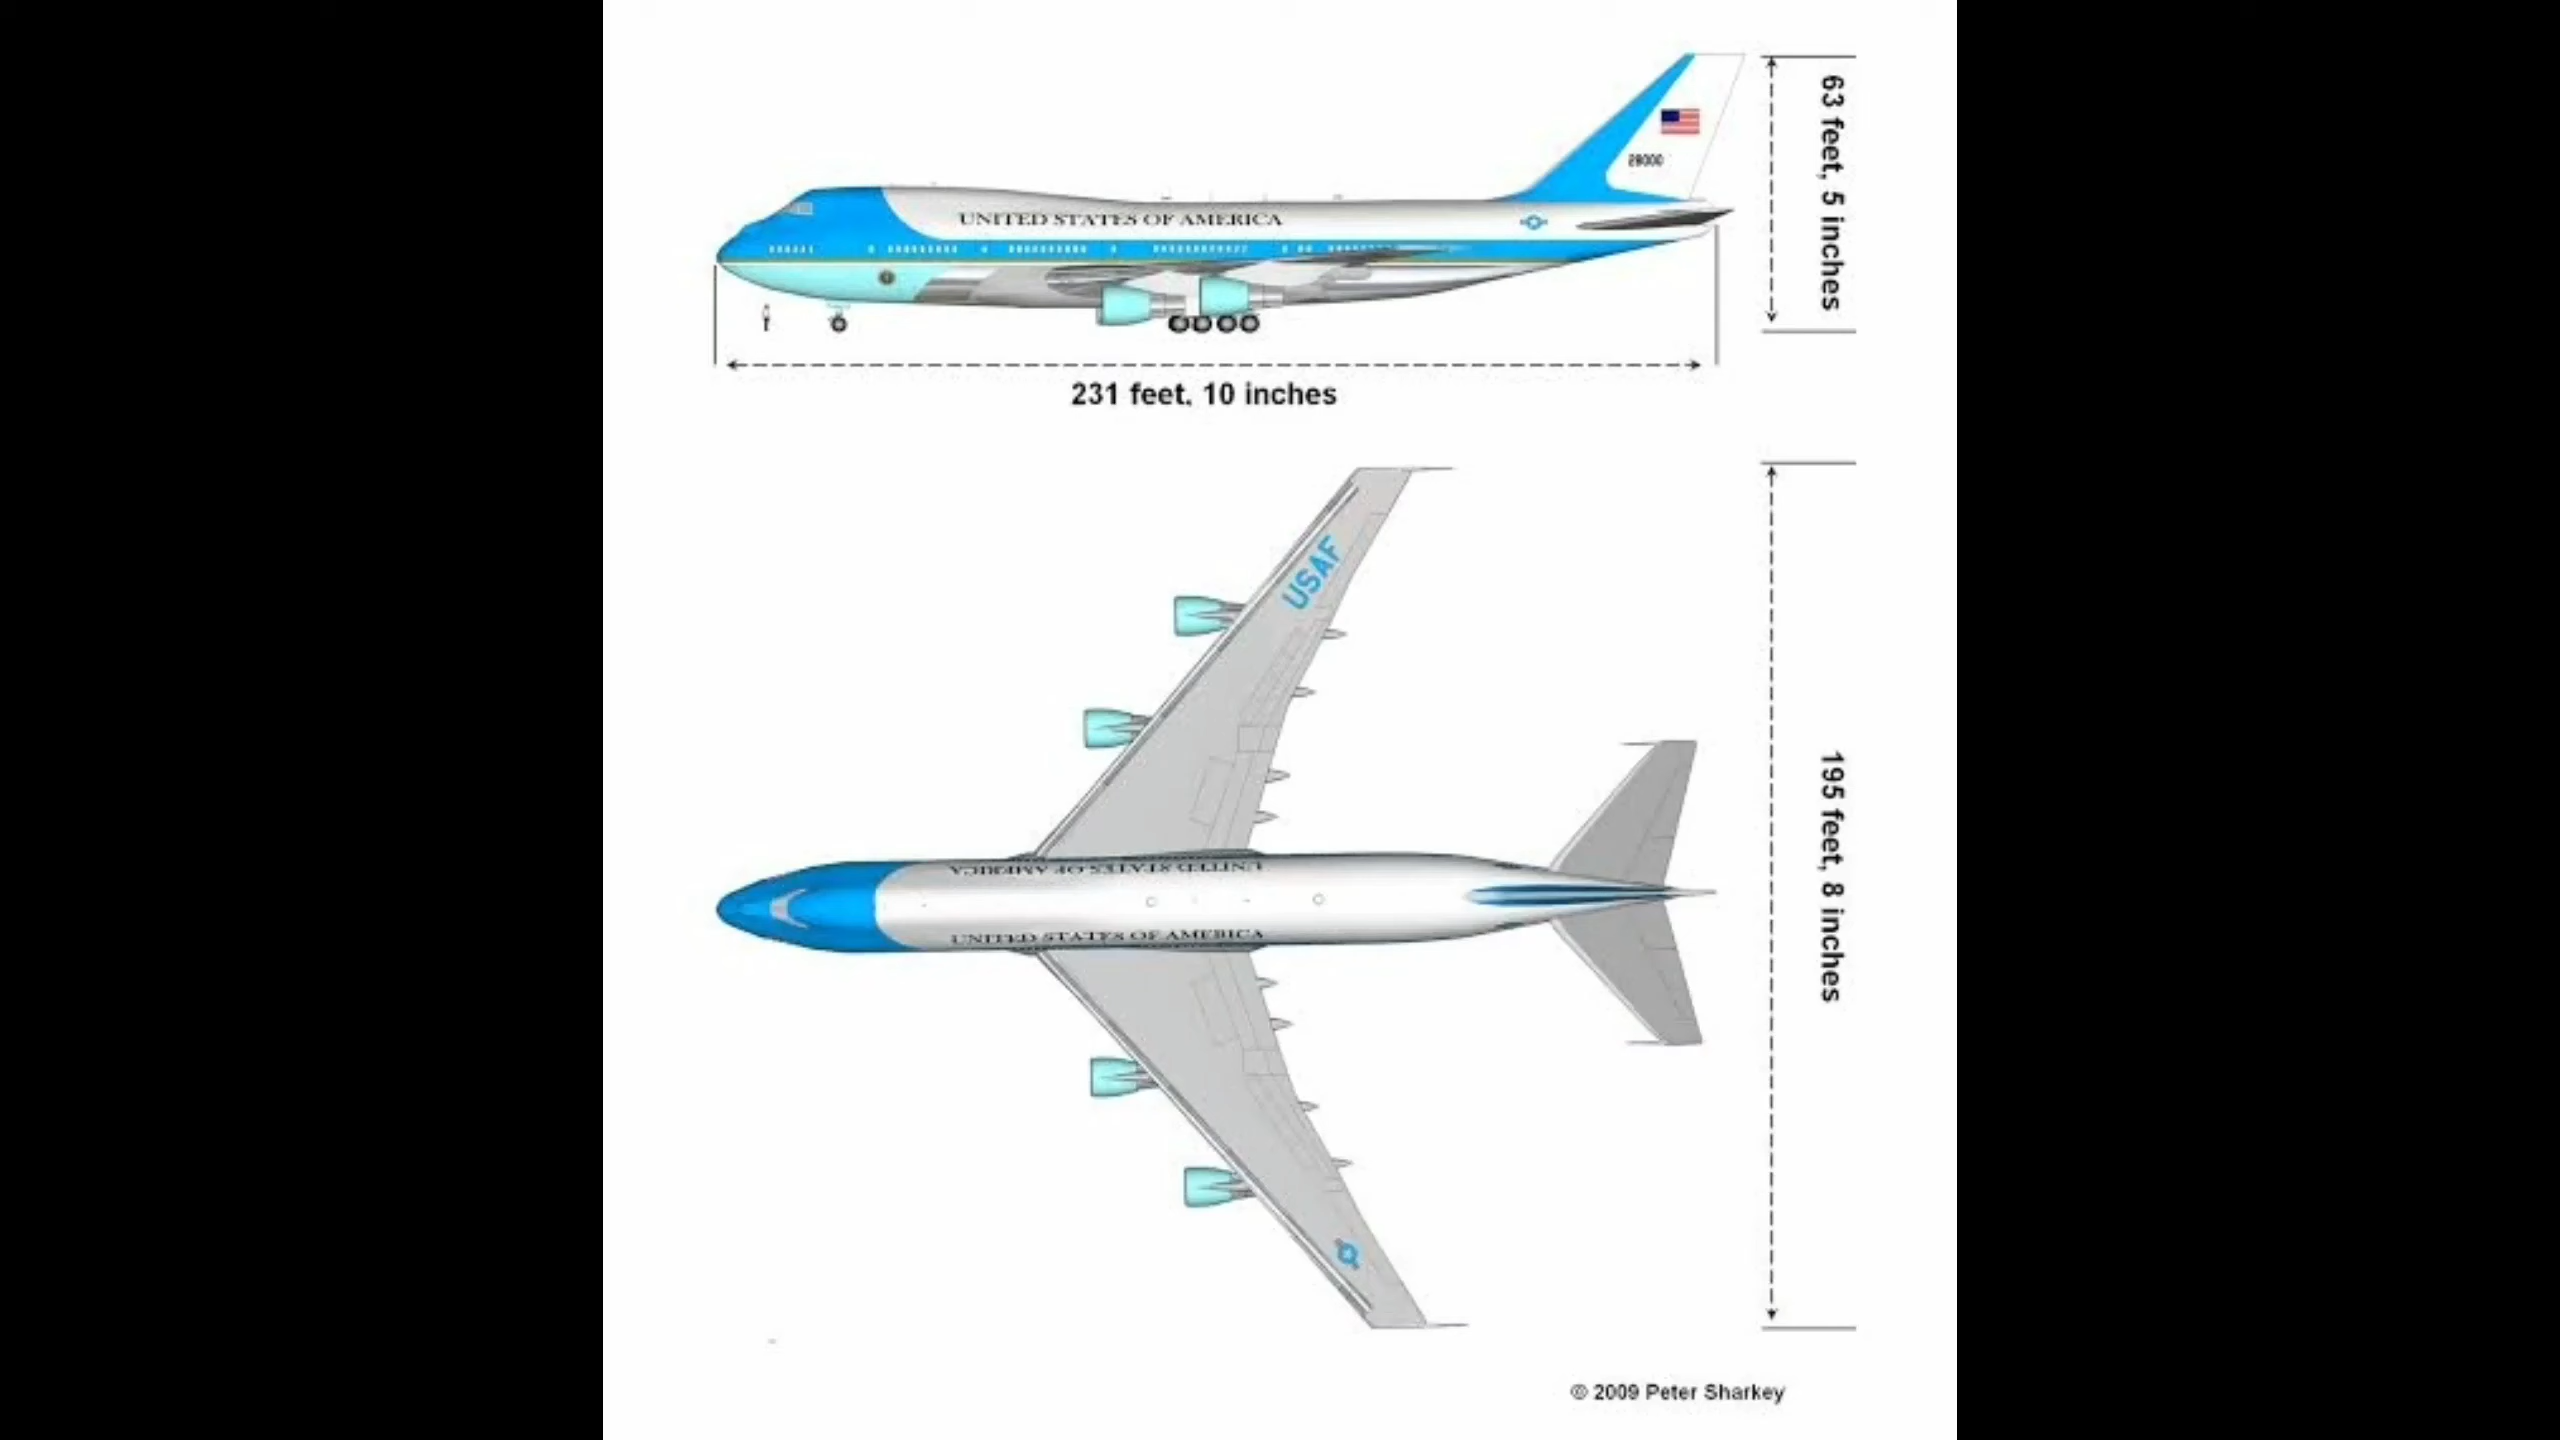 63 feet, 5 inches
28000
UNITED STATES OF AMERICA
231 feet, 10 inches
USAF
195 feet, 8 inches
UNITED STATES OF AMERICA
UNITED STATES OF AMERICA
© 2009 Peter Sharkey